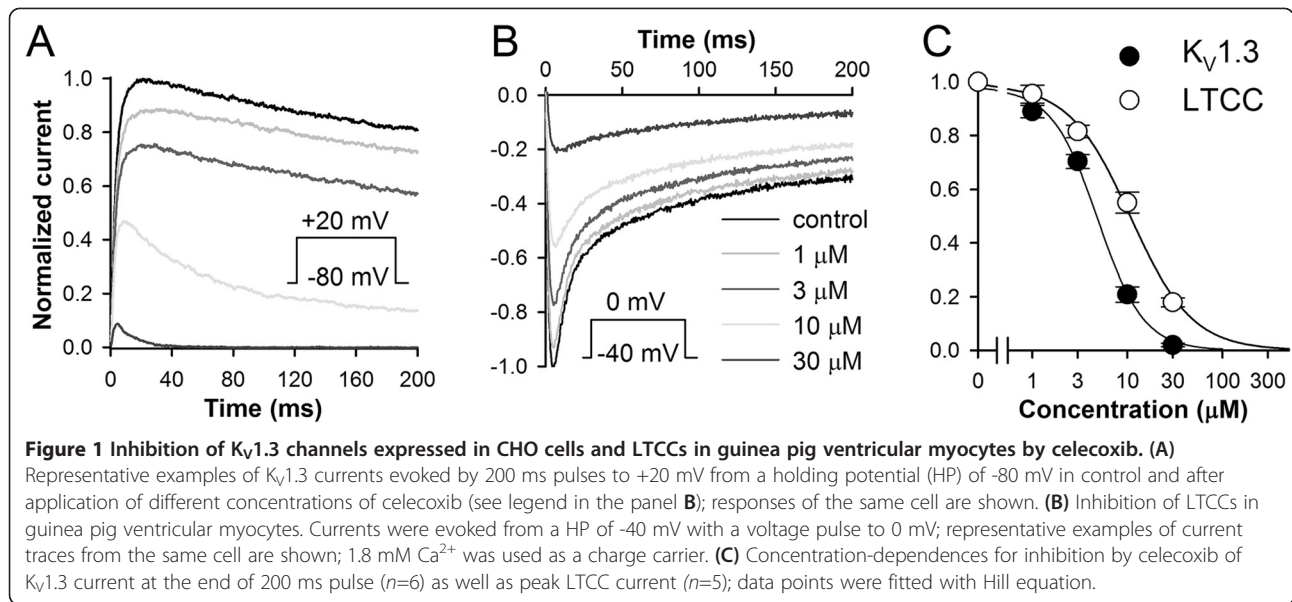 A
Normalized current
1.0
0.8
0.6
0.4
0.2
0.0
+20 mV
-80 mV
0 40 80 120 160 200
Time (ms)
B
Time (ms)
0 50 100 150 200
0.0
-0.2
-0.4
-0.6
-0.8
-1.0
0 mV
-40 mV
control
1 μM
3 μM
10 μM
30 μM
C
KV1.3
LTCC
1.0
0.8
0.6
0.4
0.2
0.0
0 1 3 10 30 100 300
Concentration (μM)
Figure 1 Inhibition of KV1.3 channels expressed in CHO cells and LTCCs in guinea pig ventricular myocytes by celecoxib. (A)
Representative examples of KV1.3 currents evoked by 200 ms pulses to +20 mV from a holding potential (HP) of -80 mV in control and after
application of different concentrations of celecoxib (see legend in the panel B); responses of the same cell are shown. (B) Inhibition of LTCCs in
guinea pig ventricular myocytes. Currents were evoked from a HP of -40 mV with a voltage pulse to 0 mV; representative examples of current
traces from the same cell are shown; 1.8 mM Ca2+ was used as a charge carrier. (C) Concentration-dependences for inhibition by celecoxib of
KV1.3 current at the end of 200 ms pulse (n=6) as well as peak LTCC current (n=5); data points were fitted with Hill equation.